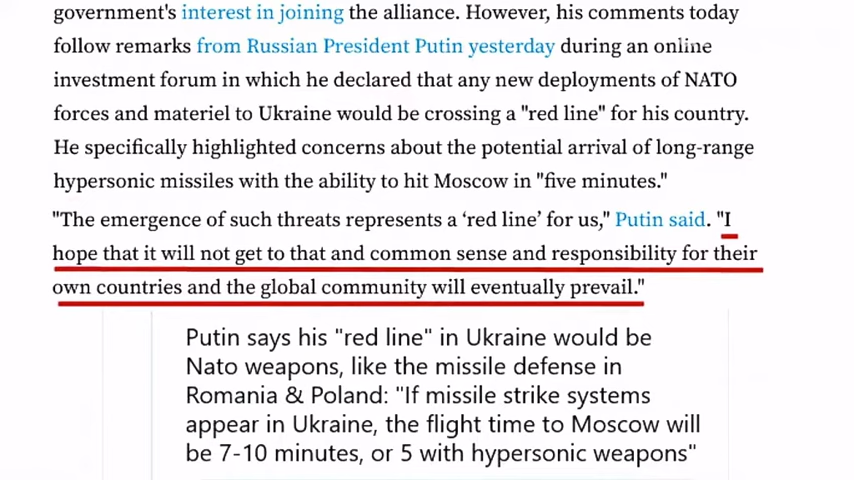 government's interest in joining the alliance. However, his comments today
follow remarks from Russian President Putin yesterday during an online
investment forum in which he declared that any new deployments of NATO
forces and materiel to Ukraine would be crossing a "red line" for his country.
He specifically highlighted concerns about the potential arrival of long-range
hypersonic missiles with the ability to hit Moscow in "five minutes."
"The emergence of such threats represents a ‘red line’ for us," Putin said. "I
hope that it will not get to that and common sense and responsibility for their
own countries and the global community will eventually prevail."
Putin says his "red line" in Ukraine would be
Nato weapons, like the missile defense in
Romania & Poland: "If missile strike systems
appear in Ukraine, the flight time to Moscow will
be 7-10 minutes, or 5 with hypersonic weapons"